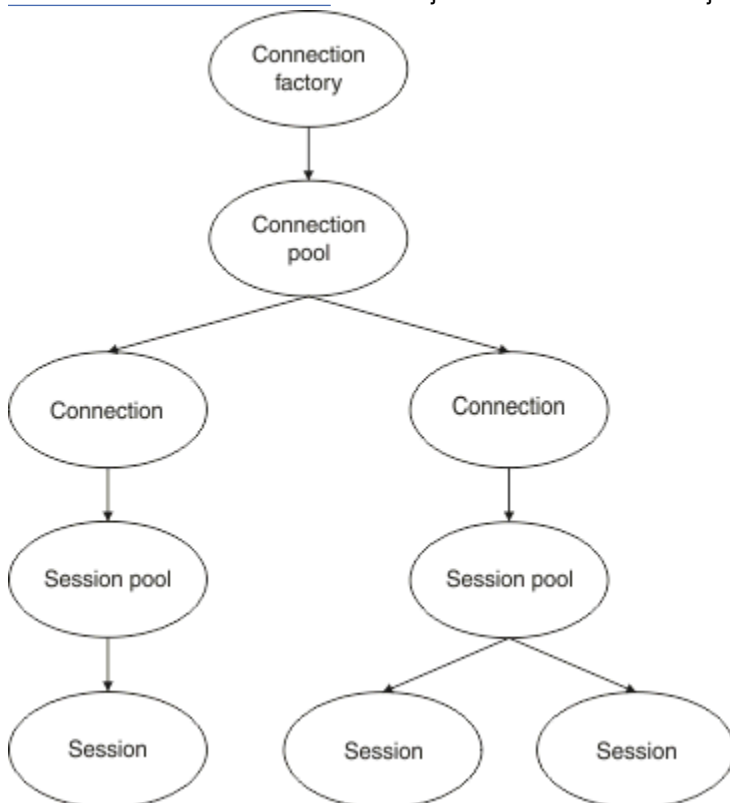 Connection
factory
Connection
pool
Connection
Connection
Session pool
Session pool
Session
Session
Session